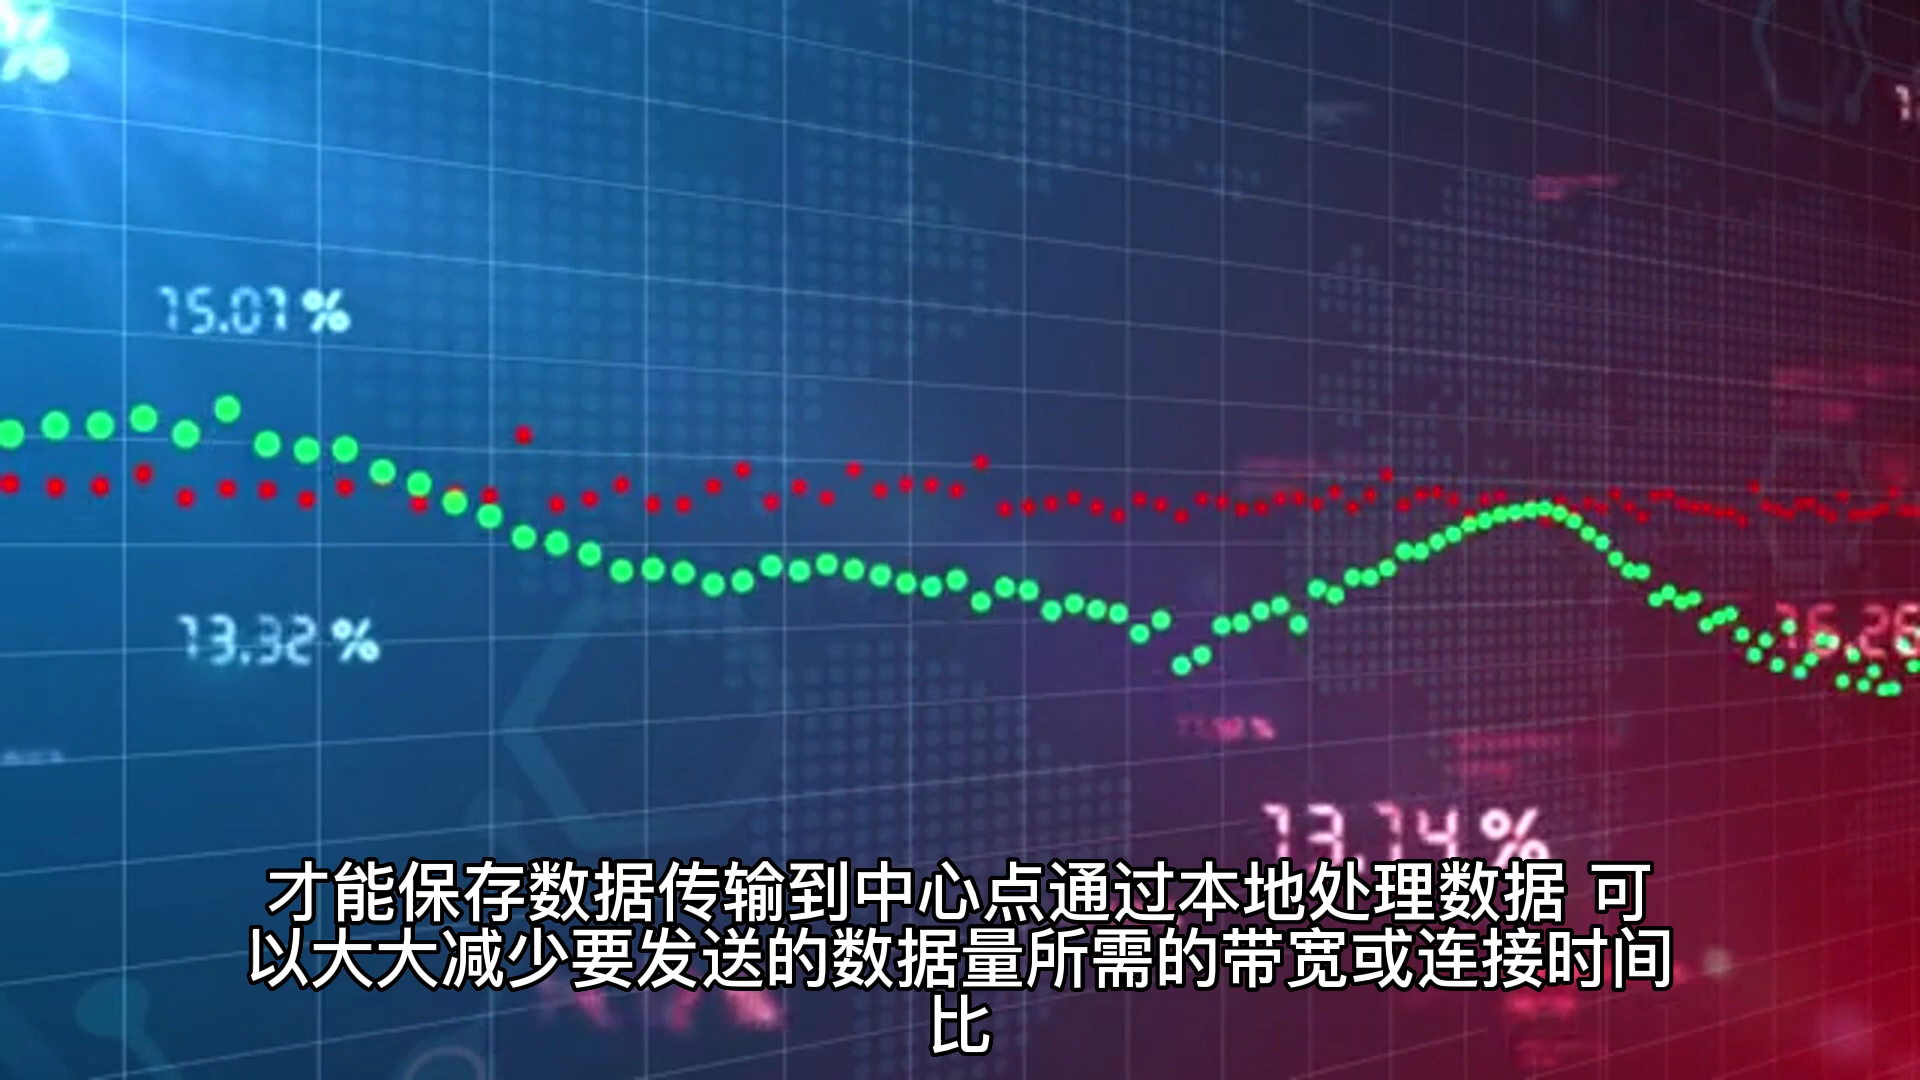 15.01%
13.32%
16.26
13.14%
才能保存数据传输到中心点通过本地处理数据 可
以大大减少要发送的数据量所需的带宽或连接时间
比